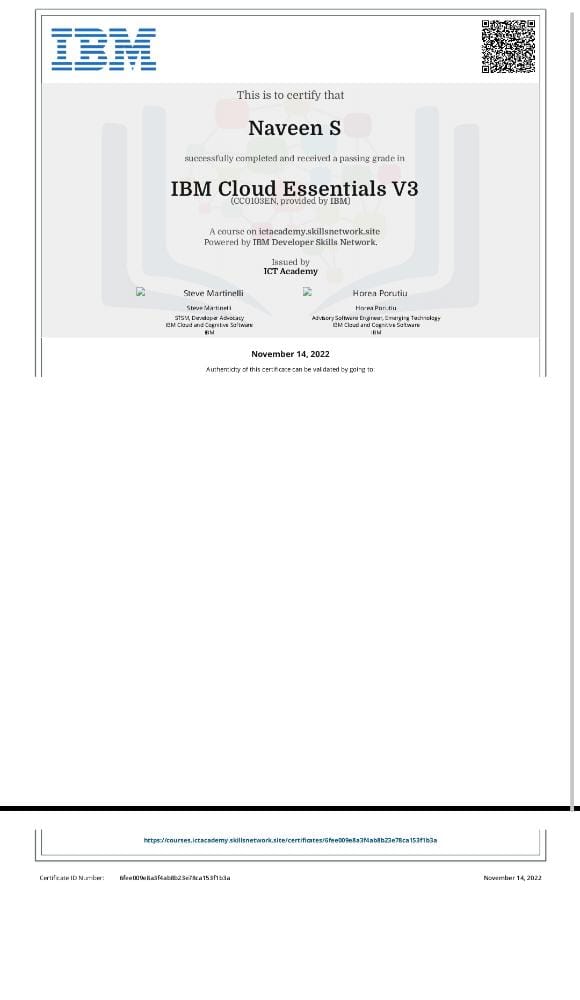 IBM
This is to certify that
Naveen S
successfully completed and received a passing grade in
IBM Cloud Essentials V3
(CC0103EN, provided by IBM)
A course on ictacademy.skillsnetwork.site
Powered by IBM Developer Skills Network.
Issued by
ICT Academy
Steve Martinelli Horea Porutiu
Steve Martinelli Horea Porutiu
STSM, Developer Advocacy Advisory Software Engineer, Emerging Technology
IBM Cloud and Cognitive Software IBM Cloud and Cognitive Software
IBM IBM
November 14, 2022
Authenticity of this certificate can be validated by going to:
https://courses.ictacademy.skillsnetwork.site/certificates/6fee009e8a3f4ab8b23e78ca153f1b3a
Certificate ID Number: 6fee009e8a3f4ab8b23e78ca153f1b3a November 14, 2022